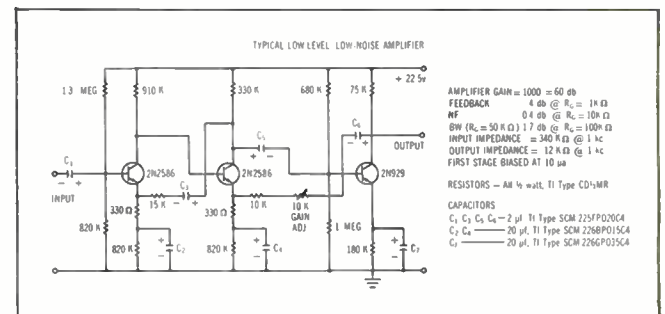 TYPICAL LOW LEVEL LOW-NOISE AMPLIFIER
+ 22 5v
1.3 MEG
910 K
330 K
680 K
75 K
C5
C6
OUTPUT
C1
INPUT
2N2586
C3
2N2586
2N929
15 K
10 K
10 K
GAIN
ADJ
330 Ω
330 Ω
1 MEG
820 K
820 K
C2
820 K
C4
180 K
C7
AMPLIFIER GAIN = 1000 = 60 db
FEEDBACK 4 db @ RG = 1K Ω
NF 0 4 db @ RG = 10K Ω
BW (RG = 50 K Ω) 1 7 db @ RG = 100K Ω
INPUT IMPEDANCE = 340 K Ω @ 1 kc
OUTPUT IMPEDANCE = 12 K Ω @ 1 kc
FIRST STAGE BIASED AT 10 µa
RESISTORS — All ½ watt, TI Type CD½MR
CAPACITORS
C1 C3 C5 C6 — 2 µf TI Type SCM 225FP020C4
C2 C4 — 20 µf, TI Type SCM 226BP015C4
C7 — 20 µf, TI Type SCM 226GP035C4